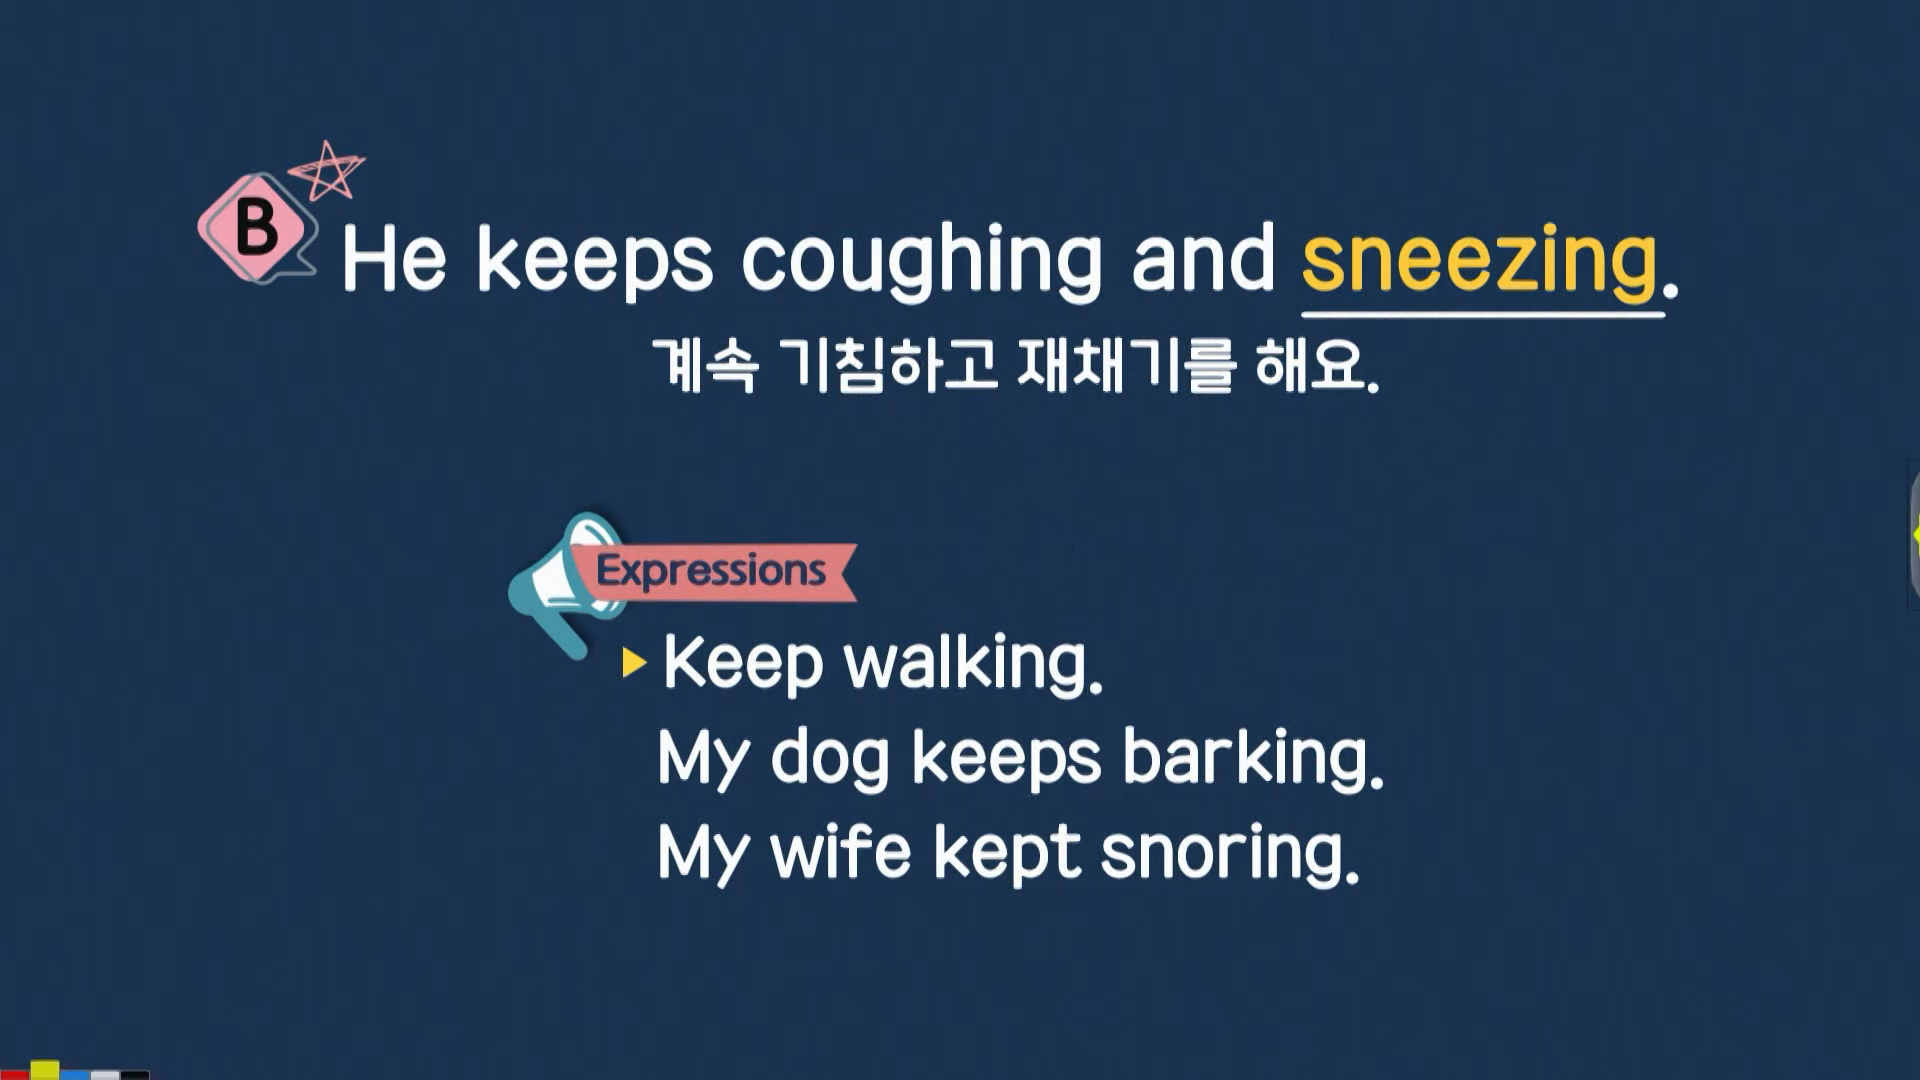 B He keeps coughing and sneezing.
계속 기침하고 재채기를 해요.
Expressions
Keep walking.
My dog keeps barking.
My wife kept snoring.